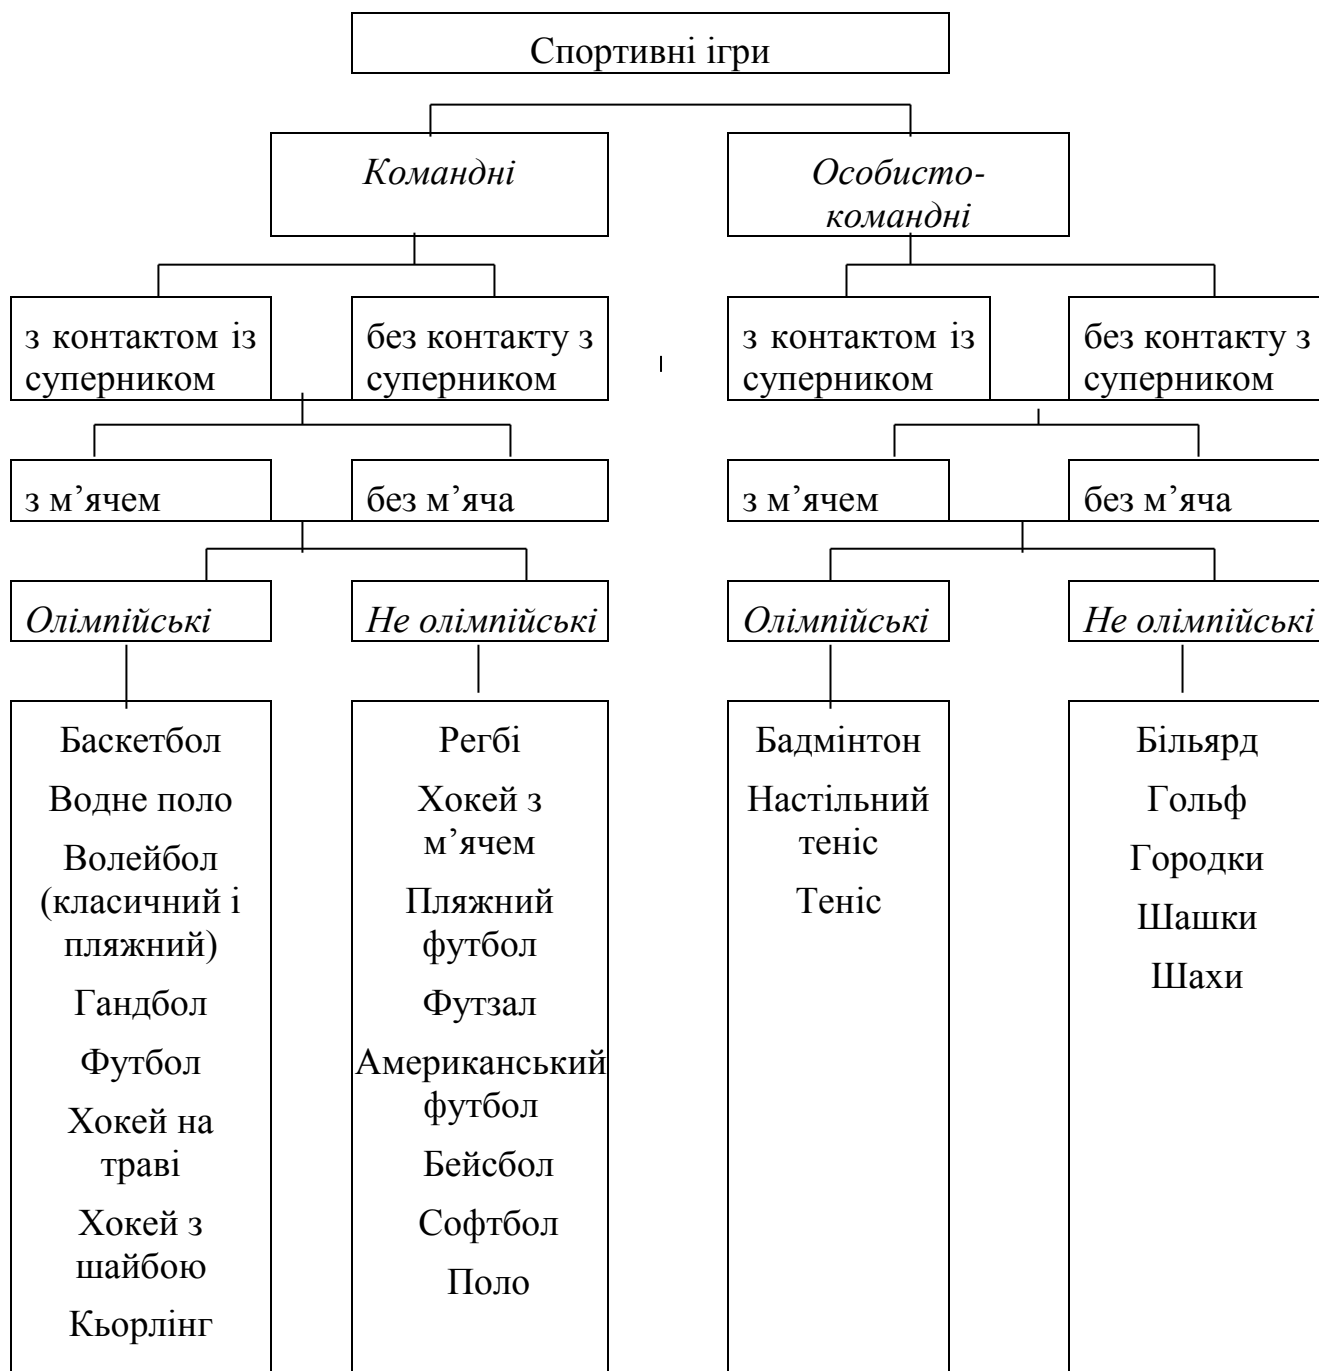 Спортивні ігри
Командні
Особисто-
командні
з контактом із
суперником
без контакту з
суперником
з контактом із
суперником
без контакту з
суперником
з м’ячем
без м’яча
з м’ячем
без м’яча
Олімпійські
Не олімпійські
Олімпійські
Не олімпійські
Баскетбол
Водне поло
Волейбол
(класичний і
пляжний)
Гандбол
Футбол
Хокей на
траві
Хокей з
шайбою
Кьорлінг
Регбі
Хокей з
м’ячем
Пляжний
футбол
Футзал
Американський
футбол
Бейсбол
Софтбол
Поло
Бадмінтон
Настільний
теніс
Теніс
Більярд
Гольф
Городки
Шашки
Шахи